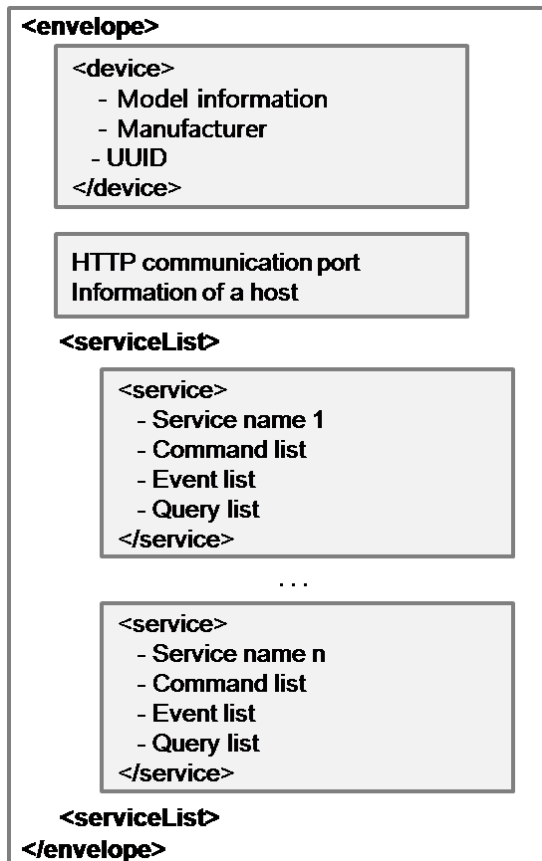 <envelope>
<device>
- Model information
- Manufacturer
- UUID
</device>
HTTP communication port
Information of a host
<serviceList>
<service>
- Service name 1
- Command list
- Event list
- Query list
</service>
...
<service>
- Service name n
- Command list
- Event list
- Query list
</service>
<serviceList>
</envelope>